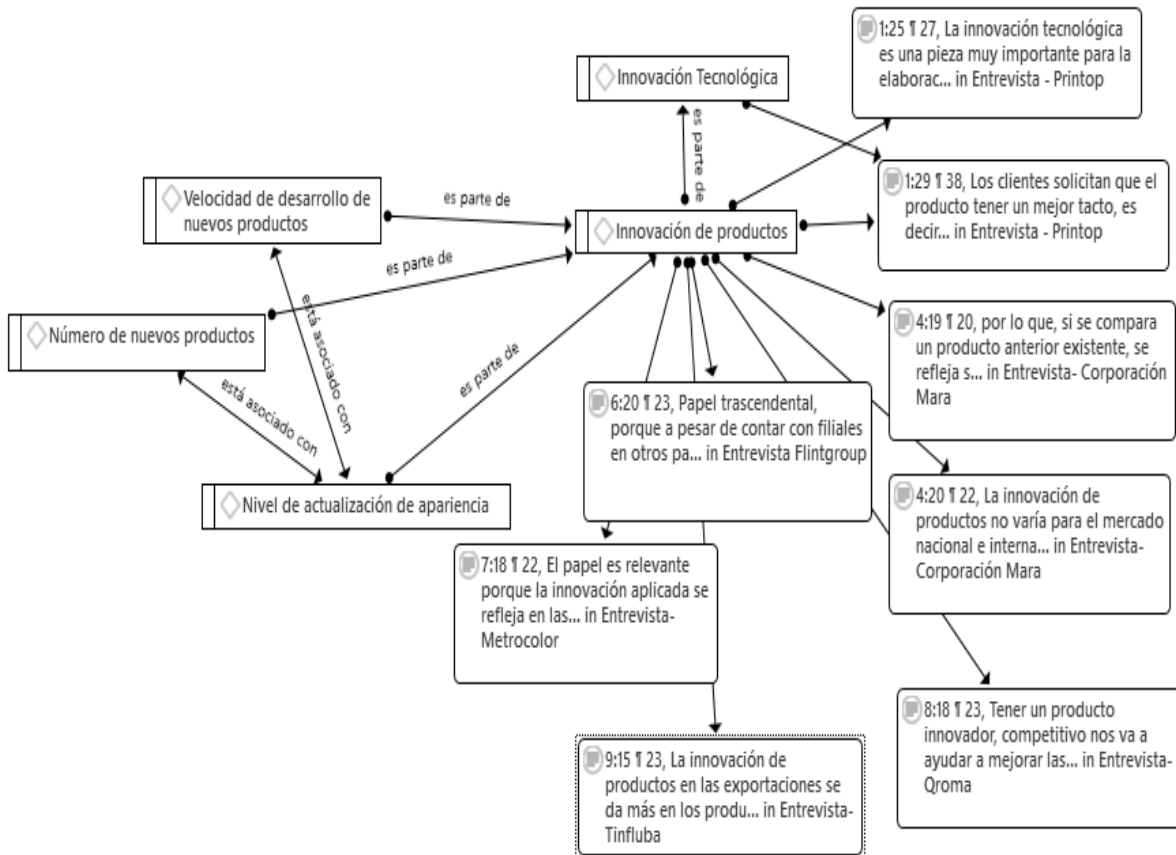 1:25 ¶ 27, La innovación tecnológica
es una pieza muy importante para la
elaborac... in Entrevista - Printop
Innovación Tecnológica
es parte de
1:29 ¶ 38, Los clientes solicitan que el
producto tener un mejor tacto, es
decir... in Entrevista - Printop
Velocidad de desarrollo de
nuevos productos
es parte de
Innovación de productos
es parte de
Número de nuevos productos
está asociado con
está asociado con
es parte de
4:19 ¶ 20, por lo que, si se compara
un producto anterior existente, se
refleja s... in Entrevista- Corporación
Mara
6:20 ¶ 23, Papel trascendental,
porque a pesar de contar con filiales
en otros pa... in Entrevista Flintgroup
Nivel de actualización de apariencia
4:20 ¶ 22, La innovación de
productos no varía para el mercado
nacional e interna... in Entrevista-
Corporación Mara
7:18 ¶ 22, El papel es relevante
porque la innovación aplicada se
refleja en las... in Entrevista-
Metrocolor
8:18 ¶ 23, Tener un producto
innovador, competitivo nos va a
ayudar a mejorar las... in Entrevista-
Qroma
9:15 ¶ 23, La innovación de
productos en las exportaciones se
da más en los produ... in Entrevista-
Tinfluba